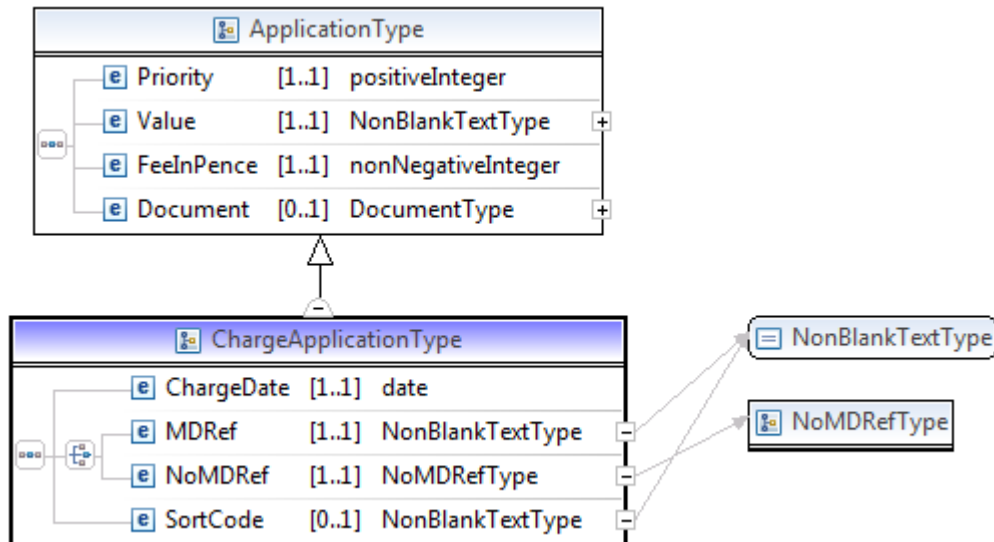 ApplicationType
Priority [1..1] positiveInteger
Value [1..1] NonBlankTextType
FeeInPence [1..1] nonNegativeInteger
Document [0..1] DocumentType
ChargeApplicationType
ChargeDate [1..1] date
MDRef [1..1] NonBlankTextType
NoMDRef [1..1] NoMDRefType
SortCode [0..1] NonBlankTextType
NonBlankTextType
NoMDRefType